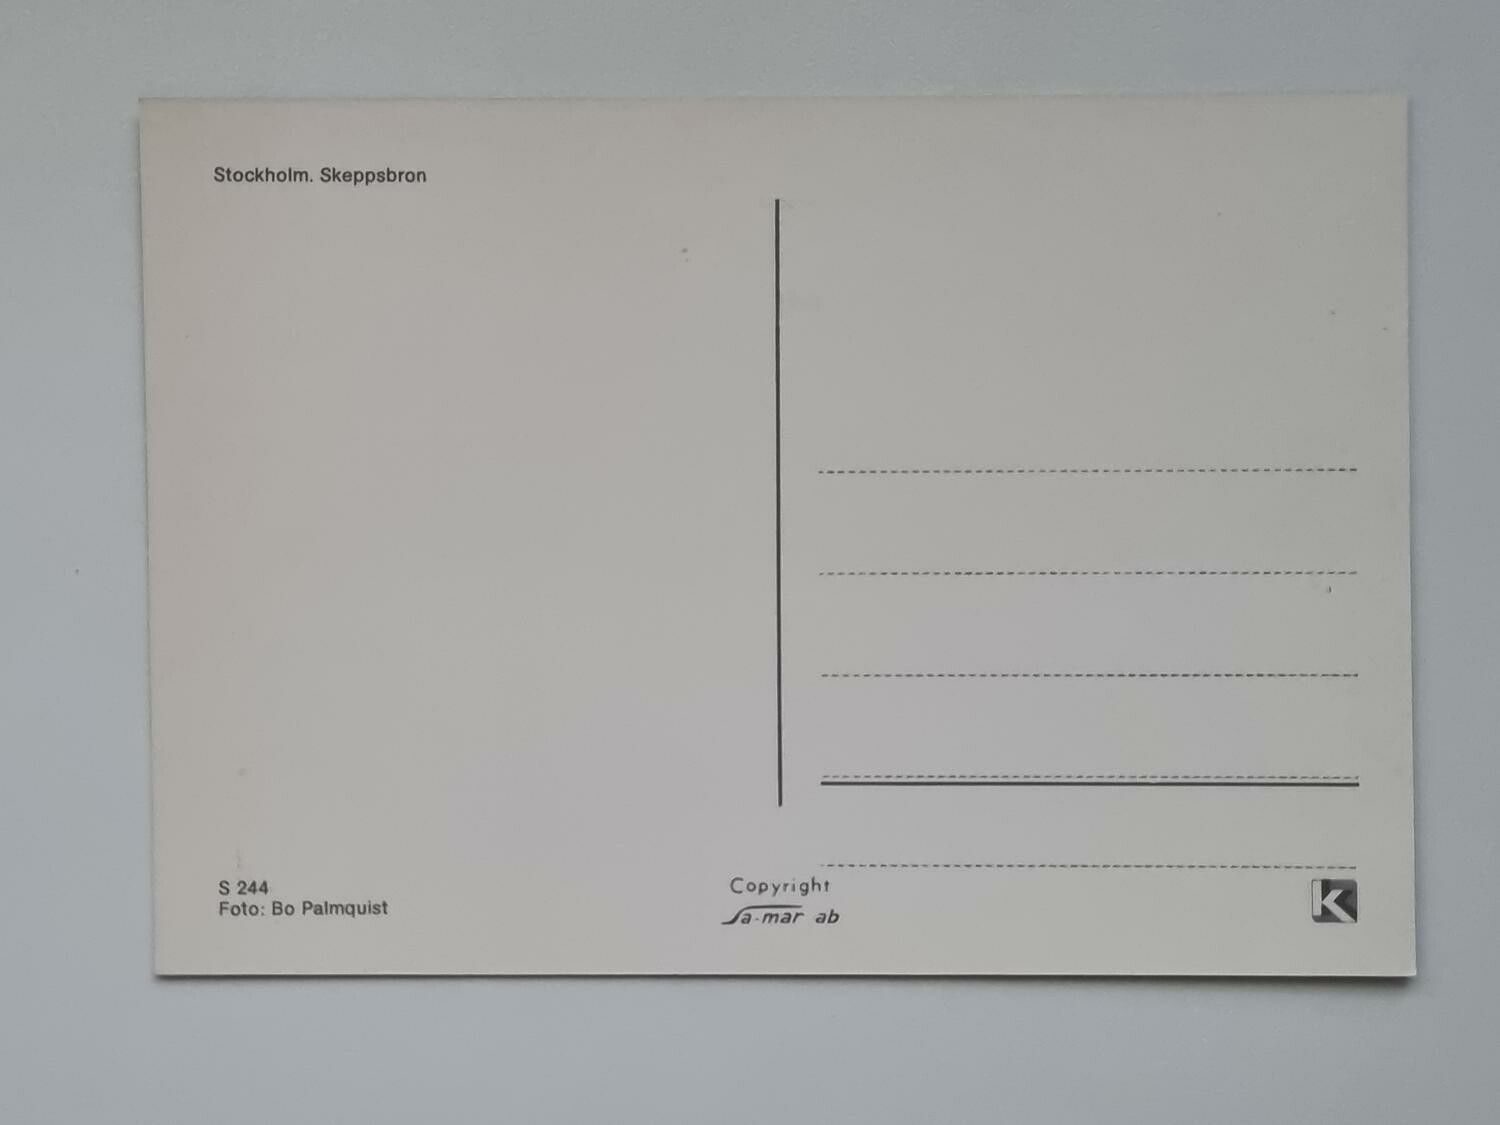 Stockholm. Skeppsbron
S 244
Foto: Bo Palmquist
Copyright
Sa-mar ab
K